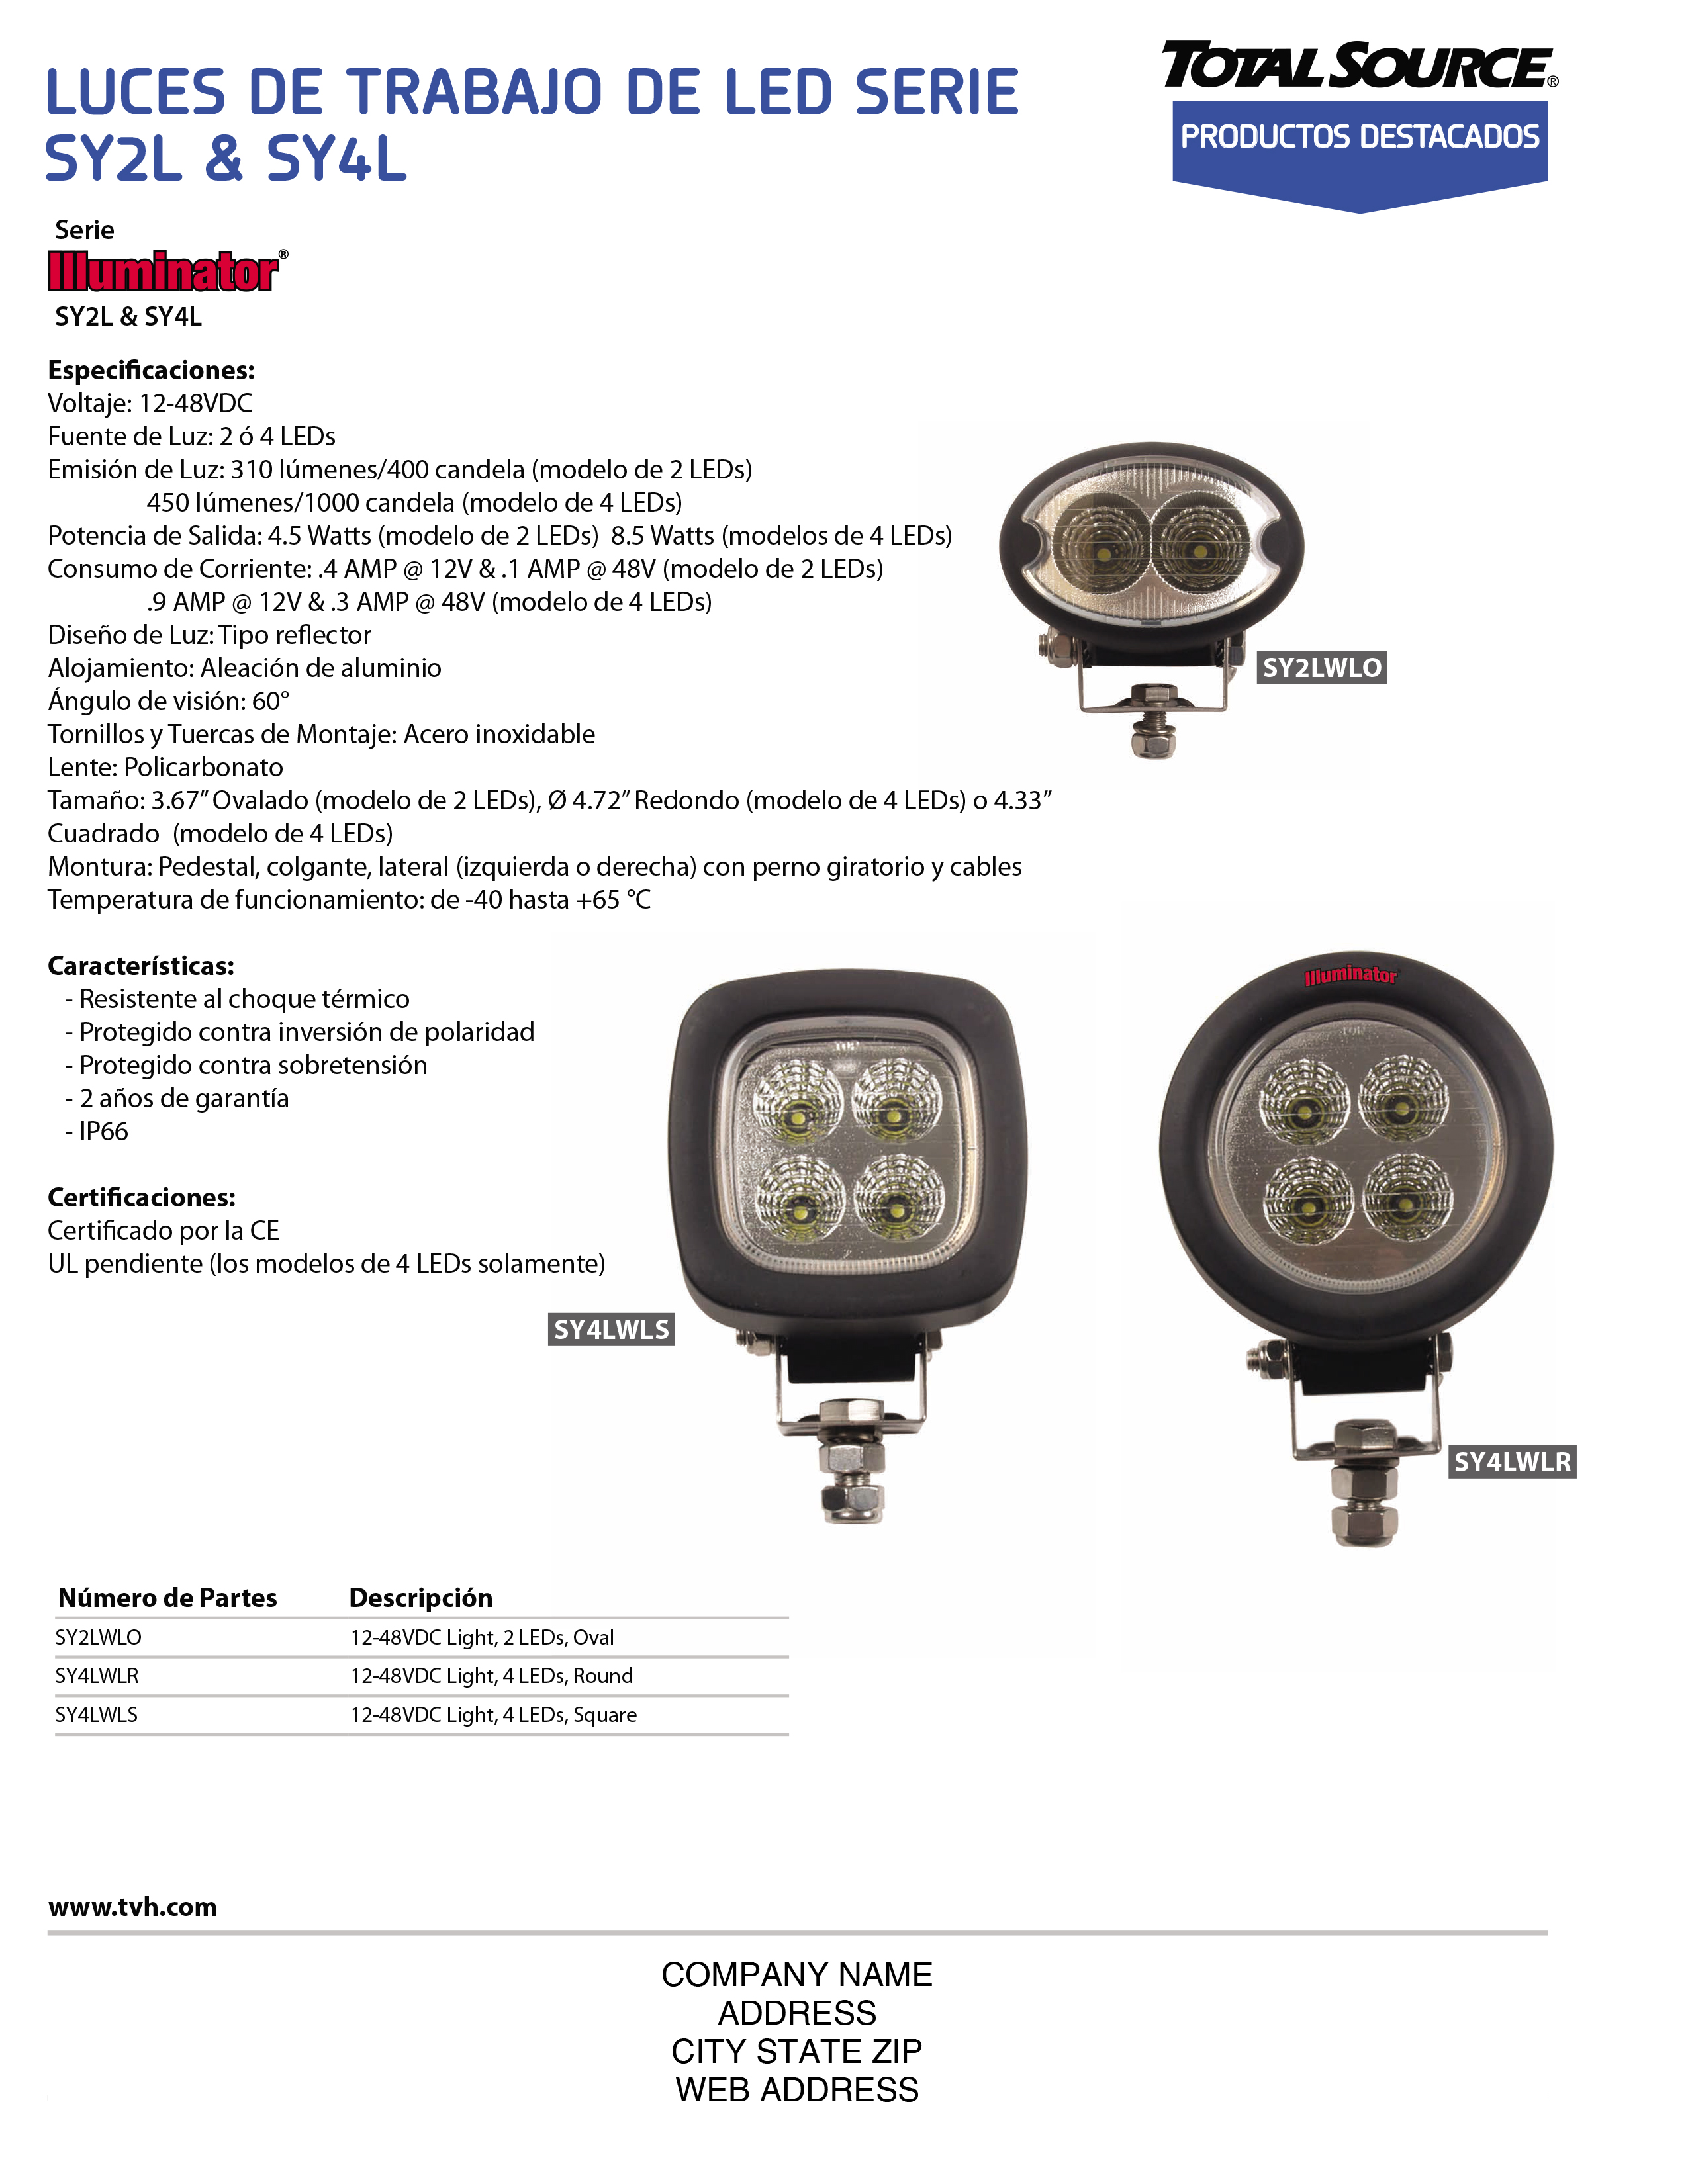 LUCES DE TRABAJO DE LED SERIE
SY2L & SY4L
TOTALSOURCE®
PRODUCTOS DESTACADOS
Serie
Illuminator®
SY2L & SY4L
Especificaciones:
Voltaje: 12-48VDC
Fuente de Luz: 2 ó 4 LEDs
Emisión de Luz: 310 lúmenes/400 candela (modelo de 2 LEDs)
450 lúmenes/1000 candela (modelo de 4 LEDs)
Potencia de Salida: 4.5 Watts (modelo de 2 LEDs)  8.5 Watts (modelos de 4 LEDs)
Consumo de Corriente: .4 AMP @ 12V & .1 AMP @ 48V (modelo de 2 LEDs)
.9 AMP @ 12V & .3 AMP @ 48V (modelo de 4 LEDs)
Diseño de Luz: Tipo reflector
Alojamiento: Aleación de aluminio
Ángulo de visión: 60°
Tornillos y Tuercas de Montaje: Acero inoxidable
Lente: Policarbonato
Tamaño: 3.67” Ovalado (modelo de 2 LEDs), Ø 4.72” Redondo (modelo de 4 LEDs) o 4.33”
Cuadrado  (modelo de 4 LEDs)
Montura: Pedestal, colgante, lateral (izquierda o derecha) con perno giratorio y cables
Temperatura de funcionamiento: de -40 hasta +65 °C
SY2LWLO
Características:
- Resistente al choque térmico
- Protegido contra inversión de polaridad
- Protegido contra sobretensión
- 2 años de garantía
- IP66
Certificaciones:
Certificado por la CE
UL pendiente (los modelos de 4 LEDs solamente)
TOP
SY4LWLS
Illuminator
TOP
SY4LWLR
Número de Partes Descripción
SY2LWLO 12-48VDC Light, 2 LEDs, Oval
SY4LWLR 12-48VDC Light, 4 LEDs, Round
SY4LWLS 12-48VDC Light, 4 LEDs, Square
www.tvh.com
COMPANY NAME
ADDRESS
CITY STATE ZIP
WEB ADDRESS